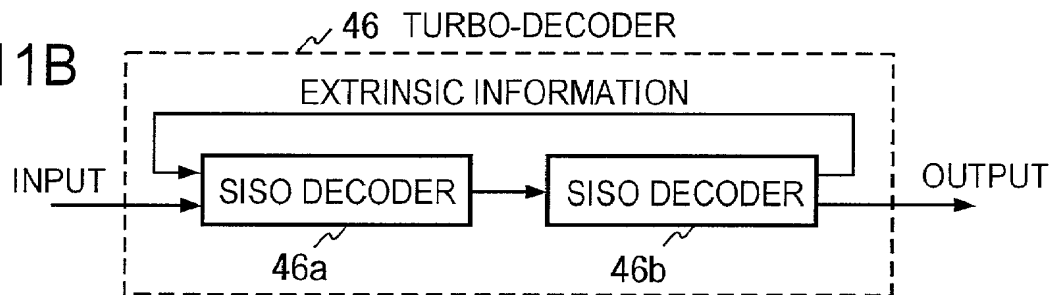 46 TURBO-DECODER
11B
EXTRINSIC INFORMATION
INPUT
SISO DECODER
SISO DECODER
OUTPUT
46a
46b